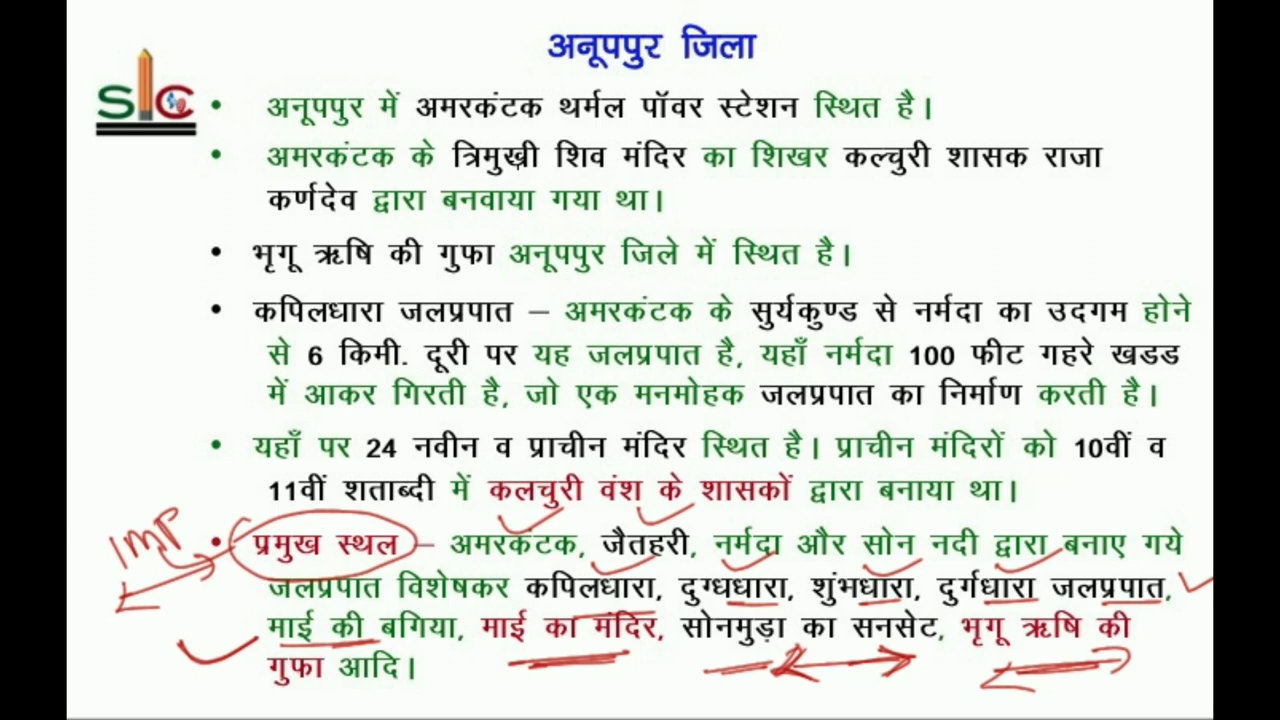 अनूपपुर जिला
SIC
• अनूपपुर में अमरकंटक थर्मल पॉवर स्टेशन स्थित है।
• अमरकंटक के त्रिमुखी शिव मंदिर का शिखर कल्चुरी शासक राजा
कर्णदेव द्वारा बनवाया गया था।
• भृगू ऋषि की गुफा अनूपपुर जिले में स्थित है।
• कपिलधारा जलप्रपात – अमरकंटक के सुर्यकुण्ड से नर्मदा का उदगम होने
से 6 किमी. दूरी पर यह जलप्रपात है, यहाँ नर्मदा 100 फीट गहरे खडड
में आकर गिरती है, जो एक मनमोहक जलप्रपात का निर्माण करती है।
• यहाँ पर 24 नवीन व प्राचीन मंदिर स्थित है। प्राचीन मंदिरों को 10वीं व
11वीं शताब्दी में कलचुरी वंश के शासकों द्वारा बनाया था।
IMP
• प्रमुख स्थल – अमरकंटक, जैतहरी, नर्मदा और सोन नदी द्वारा बनाए गये
जलप्रपात विशेषकर कपिलधारा, दुग्धधारा, शुंभधारा, दुर्गधारा जलप्रपात,
माई की बगिया, माई का मंदिर, सोनमुड़ा का सनसेट, भृगू ऋषि की
गुफा आदि।